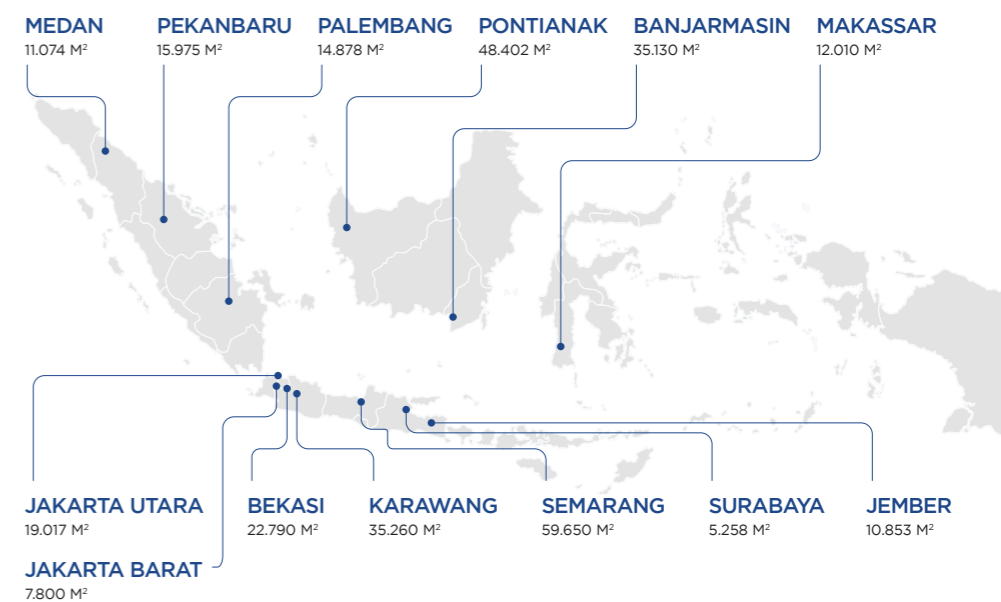 MEDAN
11.074 M²
PEKANBARU
15.975 M²
PALEMBANG
14.878 M²
PONTIANAK
48.402 M²
BANJARMASIN
35.130 M²
MAKASSAR
12.010 M²
JAKARTA UTARA
19.017 M²
BEKASI
22.790 M²
KARAWANG
35.260 M²
SEMARANG
59.650 M²
SURABAYA
5.258 M²
JEMBER
10.853 M²
JAKARTA BARAT
7.800 M²